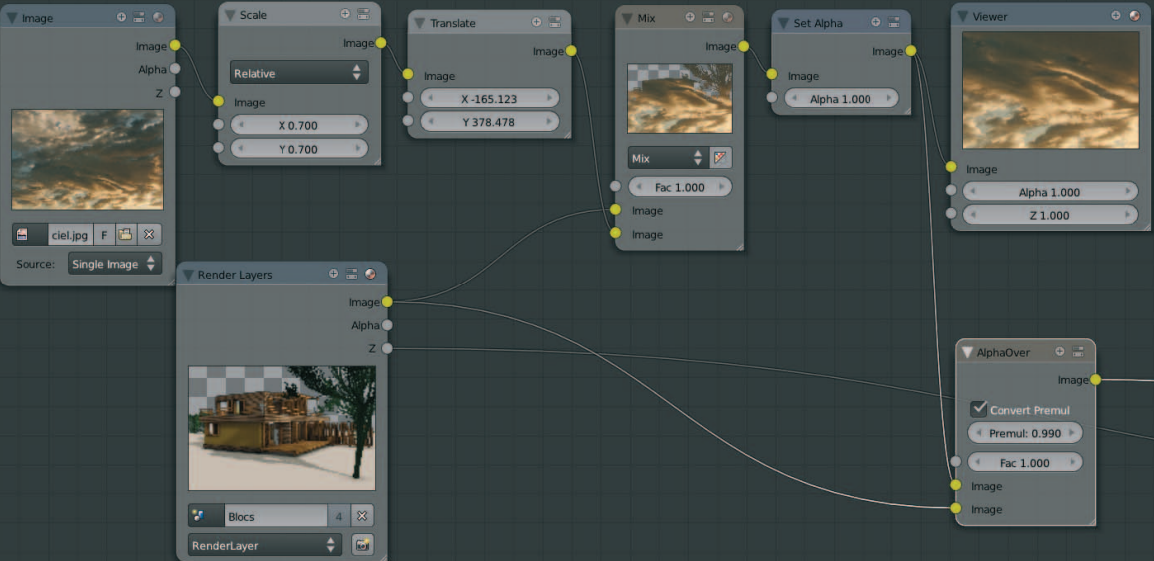 Image
Image
Alpha
Z
ciel.jpg F
Source: Single Image
Scale
Image
Relative
Image
X 0.700
Y 0.700
Translate
Image
Image
X -165.123
Y 378.478
Mix
Image
Mix
Fac 1.000
Image
Image
Set Alpha
Image
Image
Alpha 1.000
Viewer
Image
Alpha 1.000
Z 1.000
Render Layers
Image
Alpha
Z
Blocs 4
RenderLayer
AlphaOver
Image
Convert Premul
Premul: 0.990
Fac 1.000
Image
Image